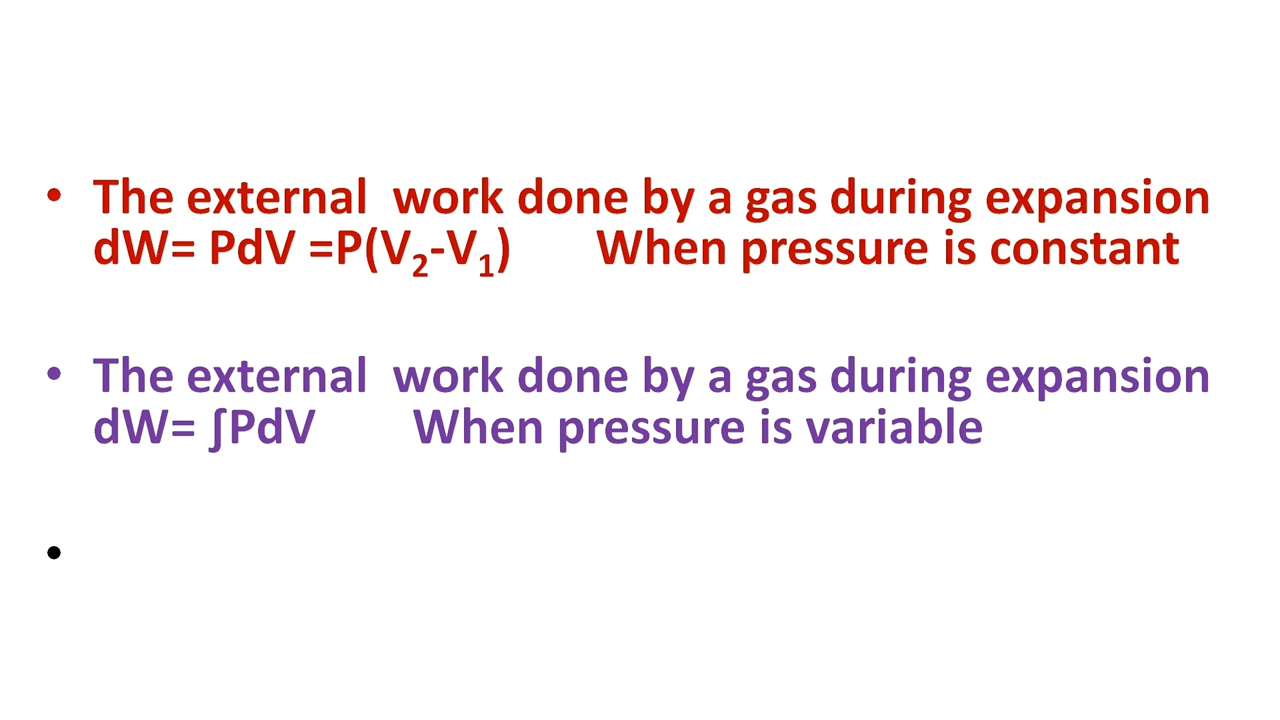 • The external  work done by a gas during expansion
dW= PdV =P(V₂-V₁)      When pressure is constant
• The external  work done by a gas during expansion
dW= ∫PdV       When pressure is variable
•